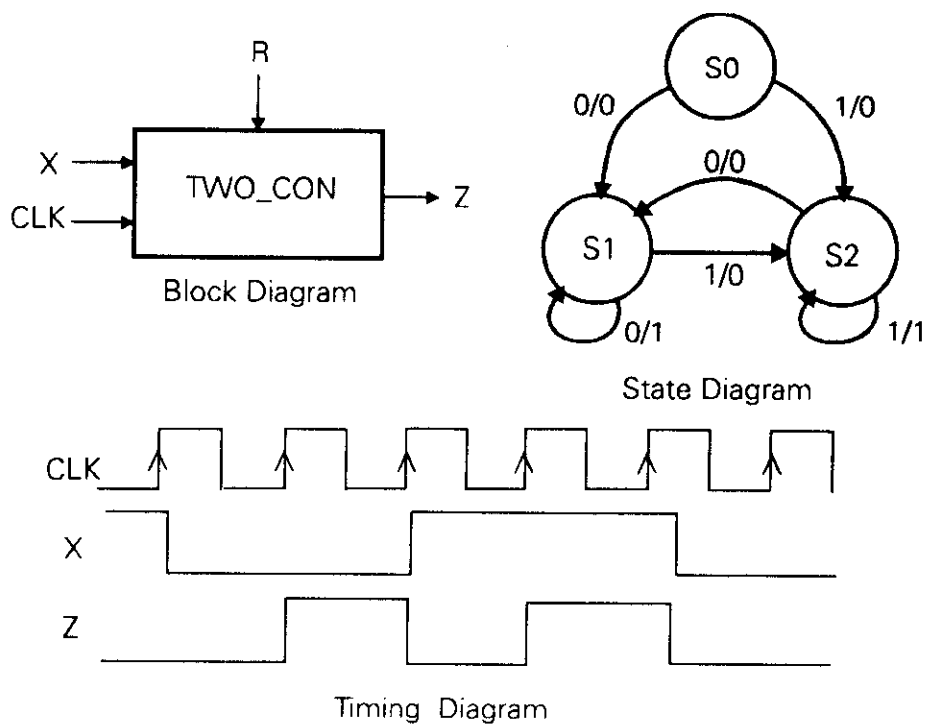 R
X
CLK
TWO_CON
Z
Block Diagram
S0
0/0
1/0
0/0
S1
S2
1/0
0/1
1/1
State Diagram
CLK
X
Z
Timing Diagram